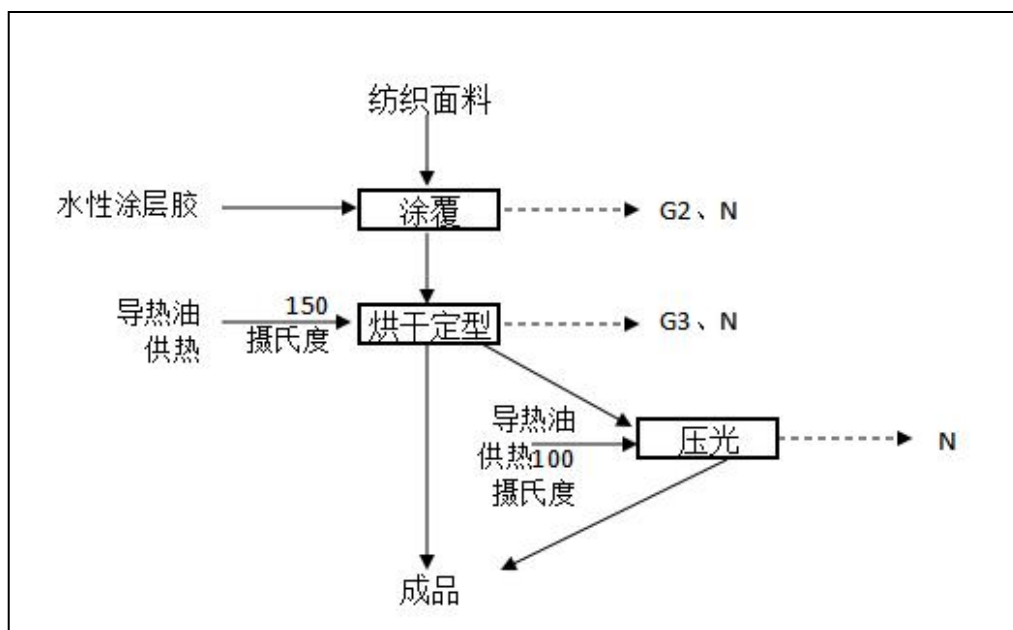 纺织面料
水性涂层胶
涂覆
G2、N
导热油
供热
150
摄氏度
烘干定型
G3、N
导热油
供热100
摄氏度
压光
N
成品